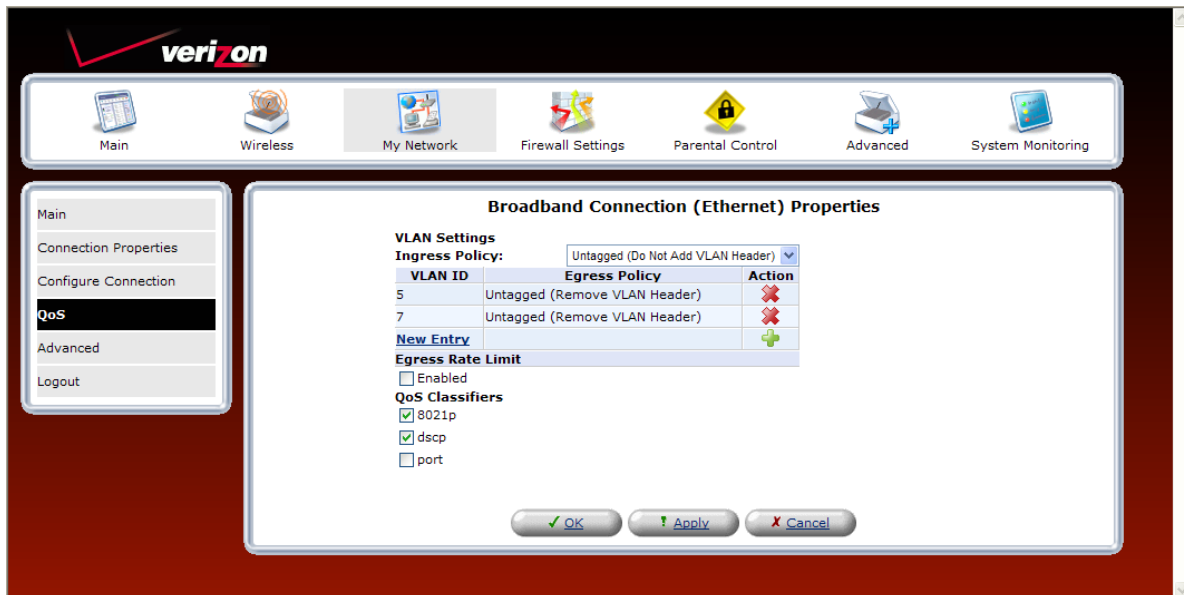 verizon
Main Wireless My Network Firewall Settings Parental Control Advanced System Monitoring
Main
Connection Properties
Configure Connection
QoS
Advanced
Logout
Broadband Connection (Ethernet) Properties
VLAN Settings
Ingress Policy: Untagged (Do Not Add VLAN Header)
VLAN ID Egress Policy Action
5 Untagged (Remove VLAN Header)
7 Untagged (Remove VLAN Header)
New Entry
Egress Rate Limit
Enabled
QoS Classifiers
8021p
dscp
port
OK Apply Cancel